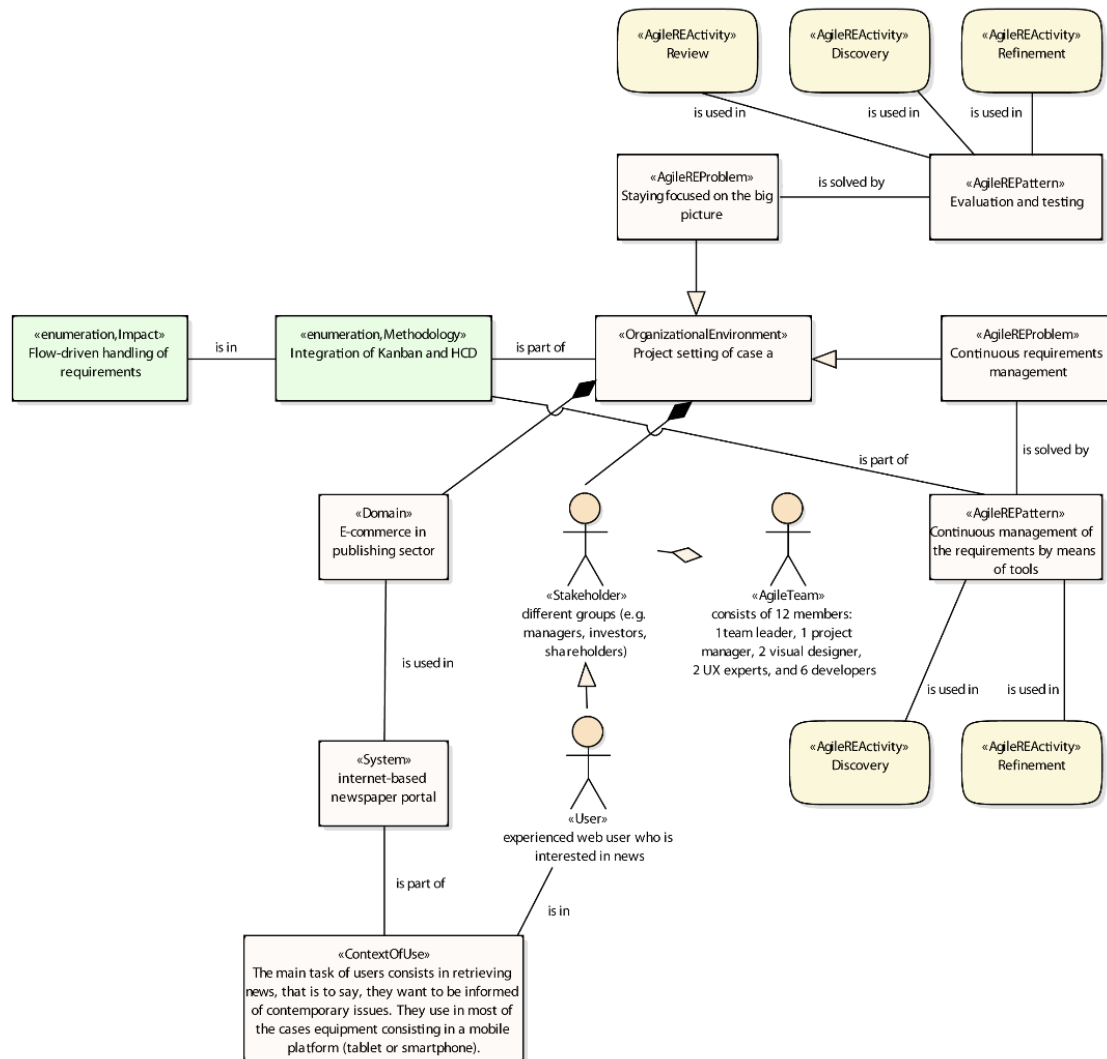 «AgileREActivity»
Review
«AgileREActivity»
Discovery
«AgileREActivity»
Refinement
is used in
is used in
is used in
«AgileREProblem»
Staying focused on the big
picture
is solved by
«AgileREPattern»
Evaluation and testing
«enumeration,Impact»
Flow-driven handling of
requirements
is in
«enumeration,Methodology»
Integration of Kanban and HCD
is part of
«OrganizationalEnvironment»
Project setting of case a
«AgileREProblem»
Continuous requirements
management
is solved by
is part of
«Domain»
E-commerce in
publishing sector
«AgileREPattern»
Continuous management of
the requirements by means
of tools
«Stakeholder»
different groups (e.g.
managers, investors,
shareholders)
«AgileTeam»
consists of 12 members:
1 team leader, 1 project
manager, 2 visual designer,
2 UX experts, and 6 developers
is used in
is used in
is used in
«System»
internet-based
newspaper portal
«AgileREActivity»
Discovery
«AgileREActivity»
Refinement
«User»
experienced web user who is
interested in news
is part of
is in
«ContextOfUse»
The main task of users consists in retrieving
news, that is to say, they want to be informed
of contemporary issues. They use in most of
the cases equipment consisting in a mobile
platform (tablet or smartphone).